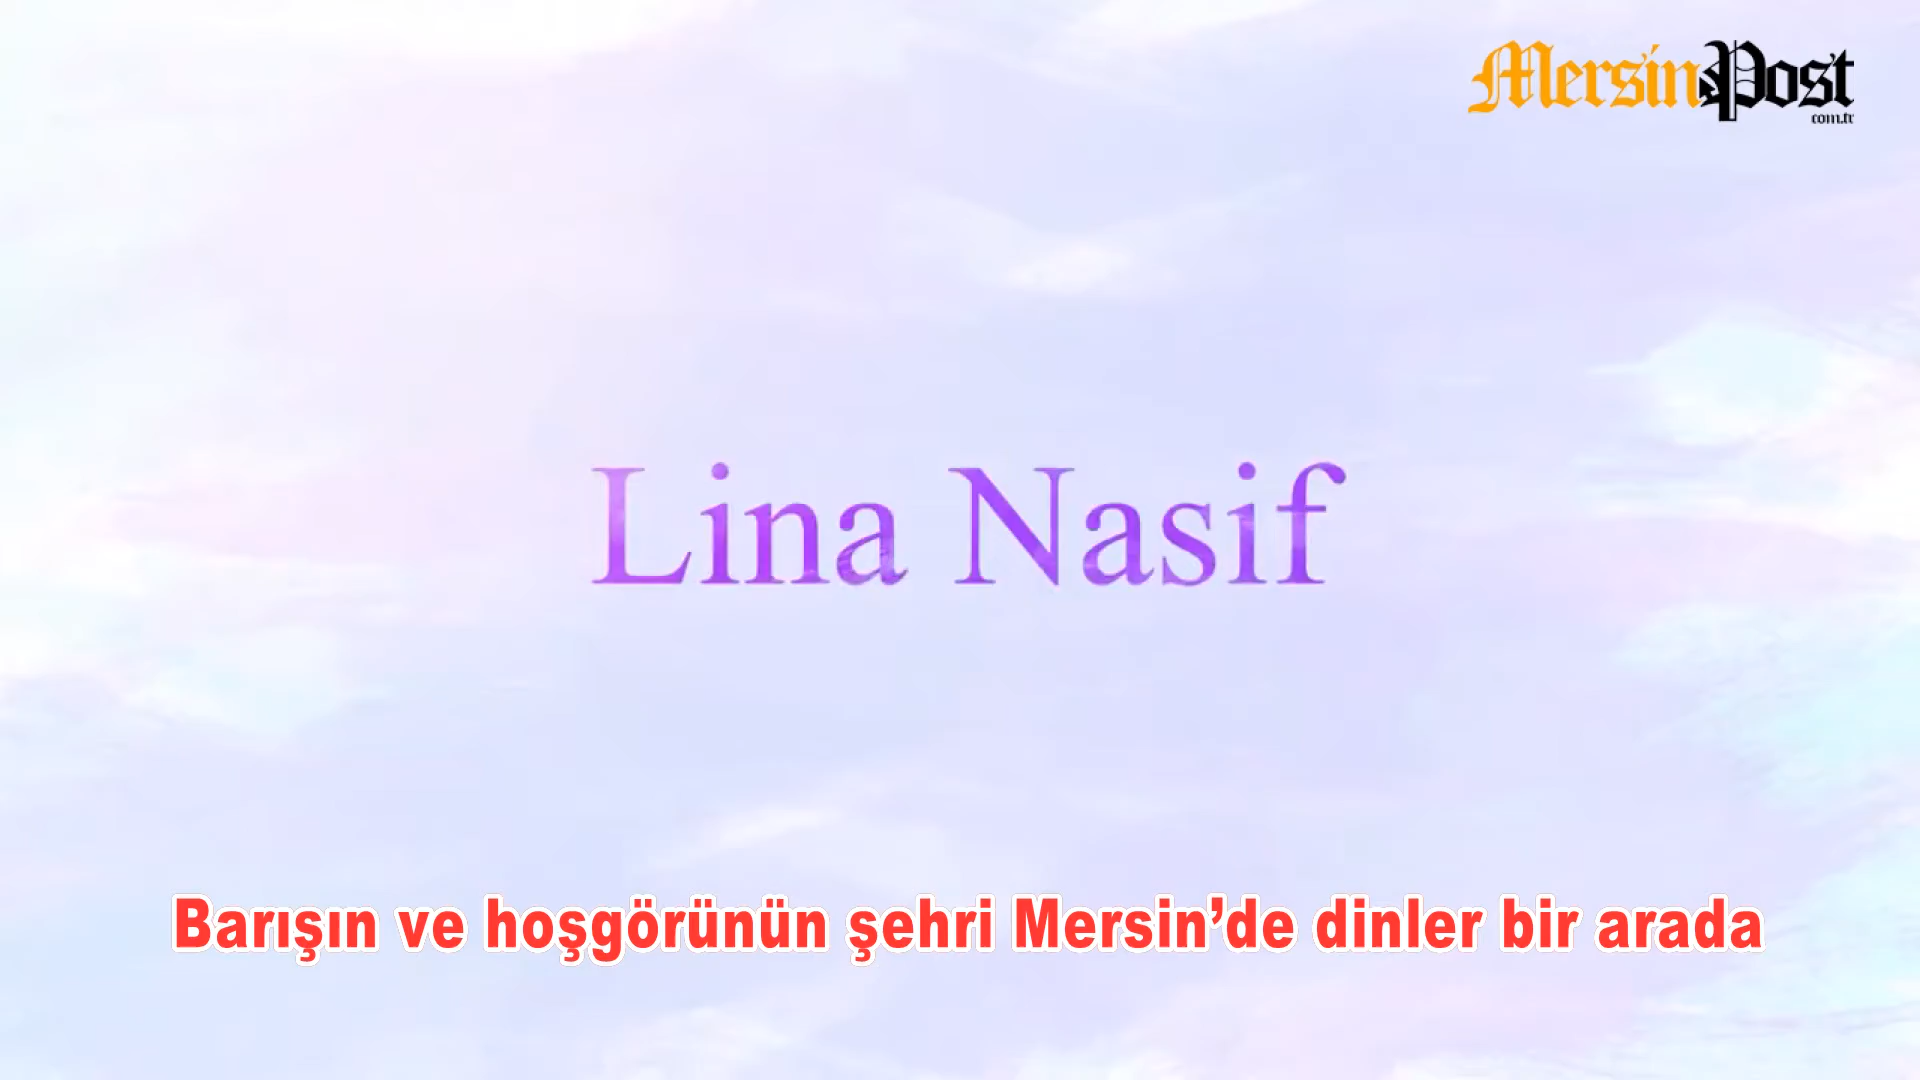 MersinPost
com.tr
Lina Nasif
Barışın ve hoşgörünün şehri Mersin’de dinler bir arada